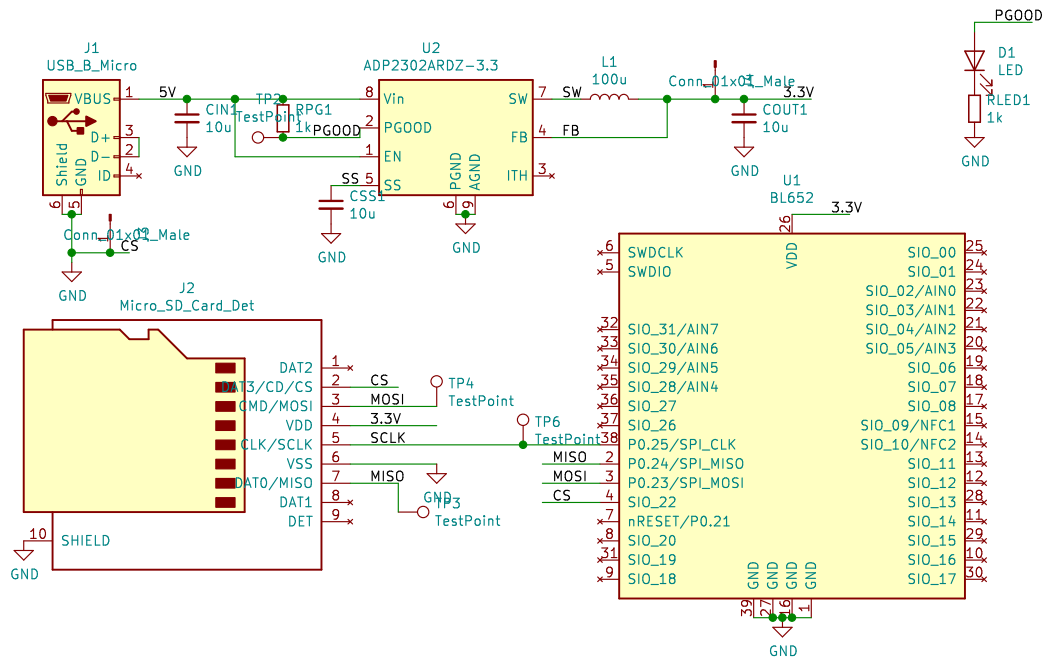 PGOOD
D1
LED
RLED1
1k
GND
J1
USB_B_Micro
VBUS
1
5V
D+
3
D-
2
ID
4
Shield
GND
6
5
GND
Conn_01x01_Male
CS
CIN1
10u
GND
TP2
TestPoint
RPG1
1k
PGOOD
U2
ADP2302ARDZ-3.3
8
Vin
2
PGOOD
1
EN
SS
5
SS
CSS1
10u
GND
SW
7
SW
FB
4
FB
ITH
3
PGND
AGND
6
9
GND
L1
100u
Conn_01x01_Male
3.3V
COUT1
10u
GND
J2
Micro_SD_Card_Det
DAT2
1
DAT3/CD/CS
2
CS
CMD/MOSI
3
MOSI
VDD
4
3.3V
CLK/SCLK
5
SCLK
VSS
6
GND
DAT0/MISO
7
MISO
DAT1
8
DET
9
10
SHIELD
GND
TP4
TestPoint
TP6
TestPoint
TP3
TestPoint
U1
BL652
3.3V
26
VDD
6
SWDCLK
5
SWDIO
32
SIO_31/AIN7
33
SIO_30/AIN6
34
SIO_29/AIN5
35
SIO_28/AIN4
36
SIO_27
37
SIO_26
38
P0.25/SPI_CLK
MISO
2
P0.24/SPI_MISO
MOSI
3
P0.23/SPI_MOSI
CS
4
SIO_22
7
nRESET/P0.21
8
SIO_20
31
SIO_19
9
SIO_18
SIO_00
25
SIO_01
24
SIO_02/AIN0
23
SIO_03/AIN1
22
SIO_04/AIN2
21
SIO_05/AIN3
20
SIO_06
19
SIO_07
18
SIO_08
17
SIO_09/NFC1
15
SIO_10/NFC2
14
SIO_11
13
SIO_12
12
SIO_13
28
SIO_14
11
SIO_15
29
SIO_16
10
SIO_17
30
GND
GND
GND
GND
39
27
16
1
GND